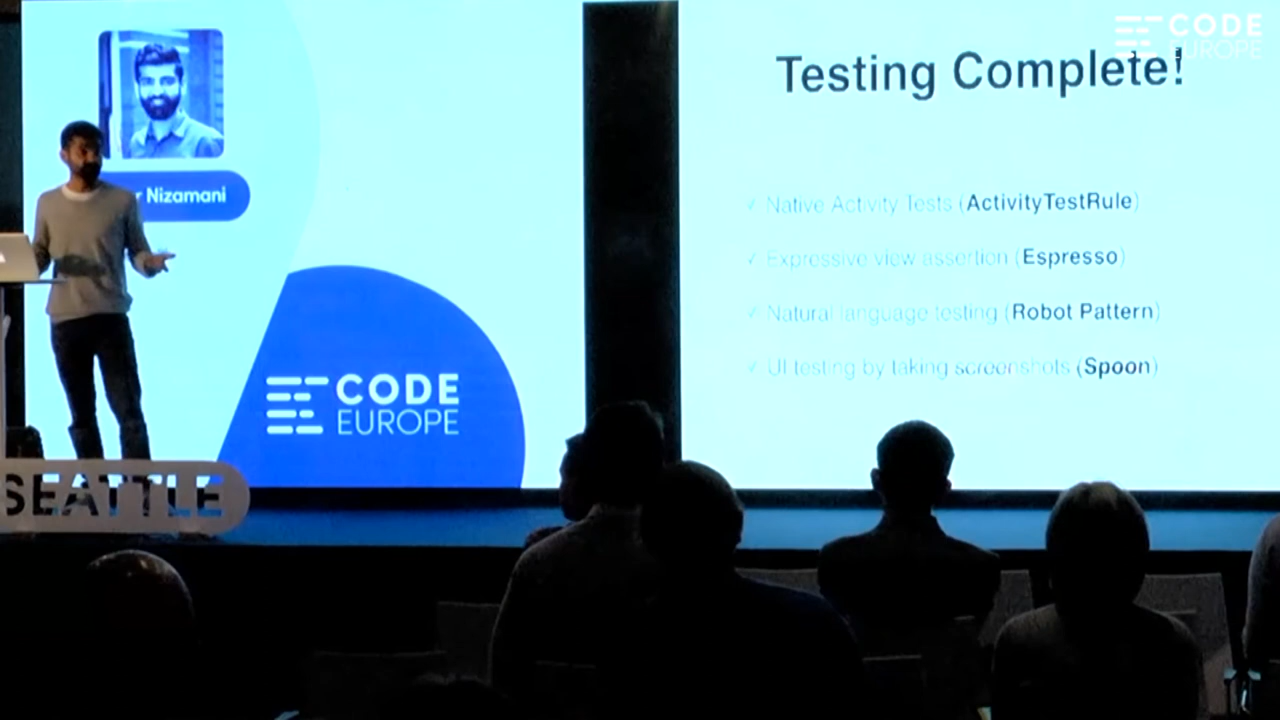 r Nizamani
CODE
EUROPE
SEATTLE
CODE
EUROPE
Testing Complete!
✓ Native Activity Tests (ActivityTestRule)
✓ Expressive view assertion (Espresso)
✓ Natural language testing (Robot Pattern)
✓ UI testing by taking screenshots (Spoon)